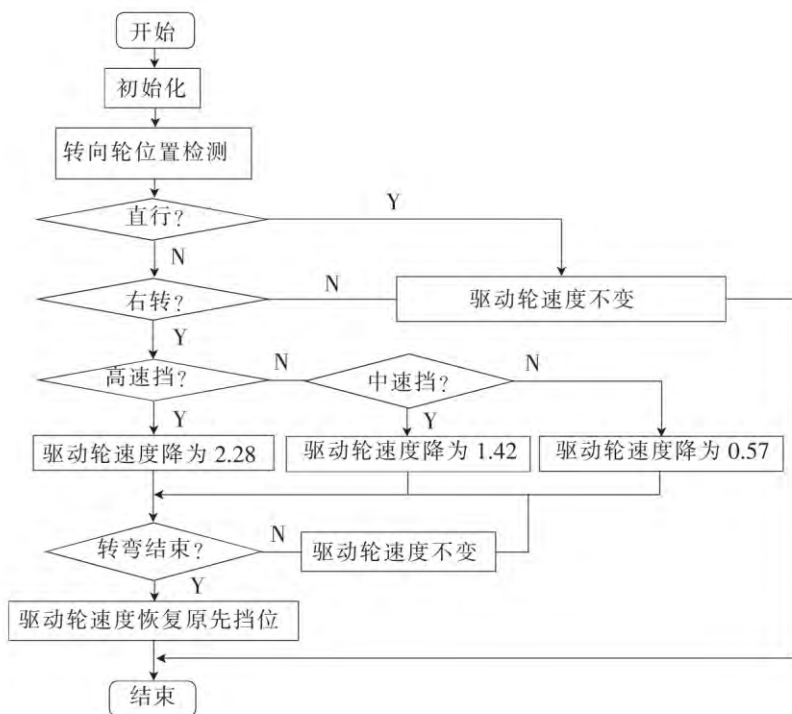 开始
初始化
转向轮位置检测
直行?
Y
N
右转?
N
驱动轮速度不变
Y
高速挡?
N
中速挡?
N
Y
Y
驱动轮速度降为 2.28
驱动轮速度降为 1.42
驱动轮速度降为 0.57
转弯结束?
N
驱动轮速度不变
Y
驱动轮速度恢复原先挡位
结束